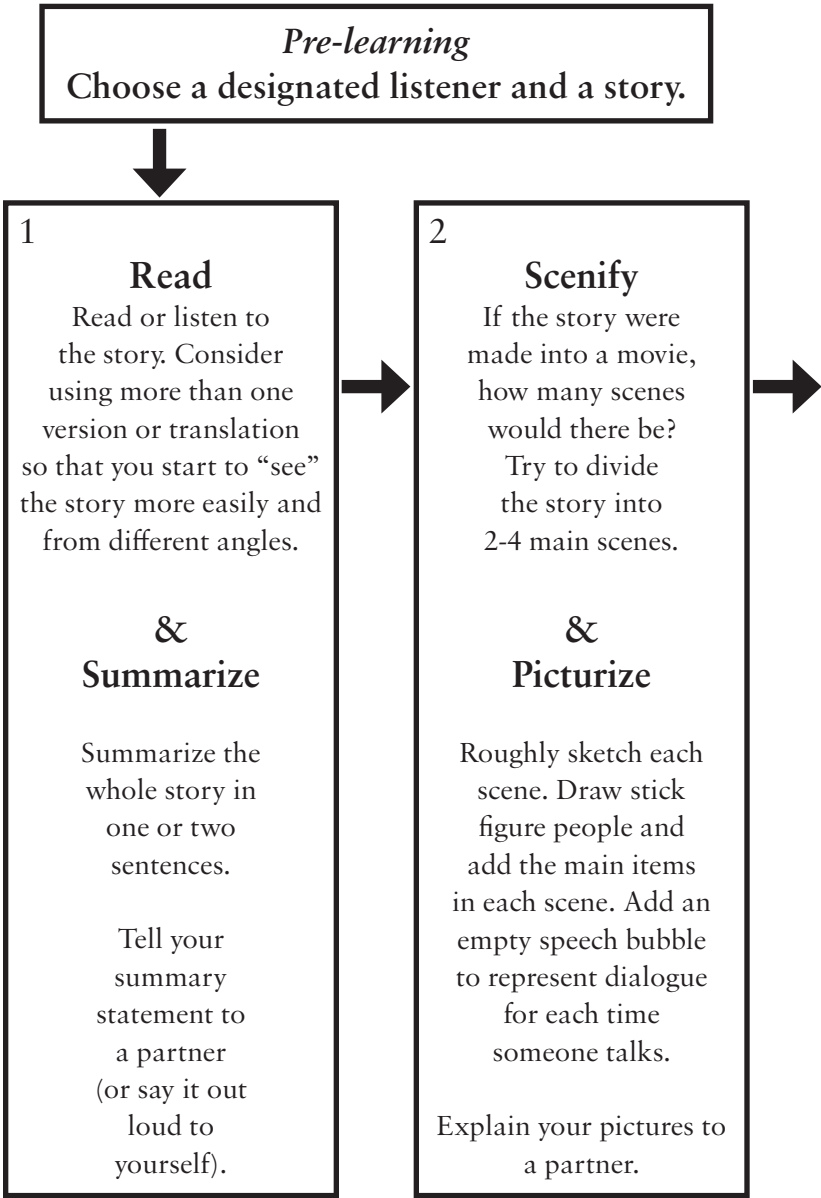 Pre-learning
Choose a designated listener and a story.
1
Read
Read or listen to
the story. Consider
using more than one
version or translation
so that you start to “see”
the story more easily and
from different angles.
&
Summarize
Summarize the
whole story in
one or two
sentences.
Tell your
summary
statement to
a partner
(or say it out
loud to
yourself).
2
Scenify
If the story were
made into a movie,
how many scenes
would there be?
Try to divide
the story into
2-4 main scenes.
&
Picturize
Roughly sketch each
scene. Draw stick
figure people and
add the main items
in each scene. Add an
empty speech bubble
to represent dialogue
for each time
someone talks.
Explain your pictures to
a partner.